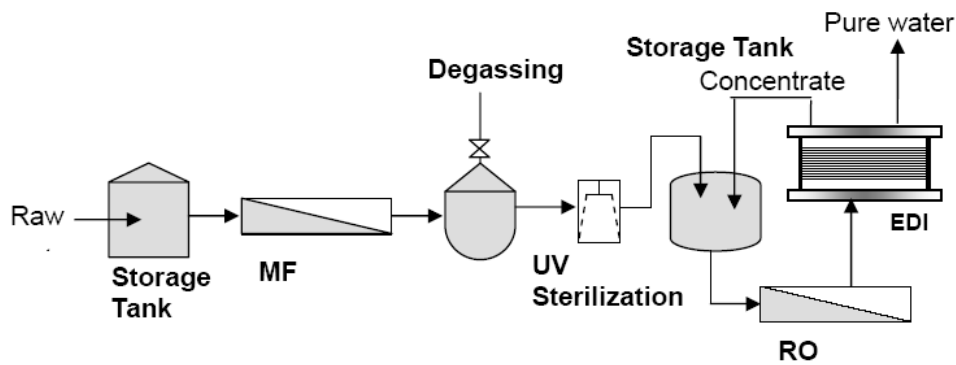 Pure water
Storage Tank
Concentrate
Degassing
Raw
EDI
Storage
Tank
MF
UV
Sterilization
RO